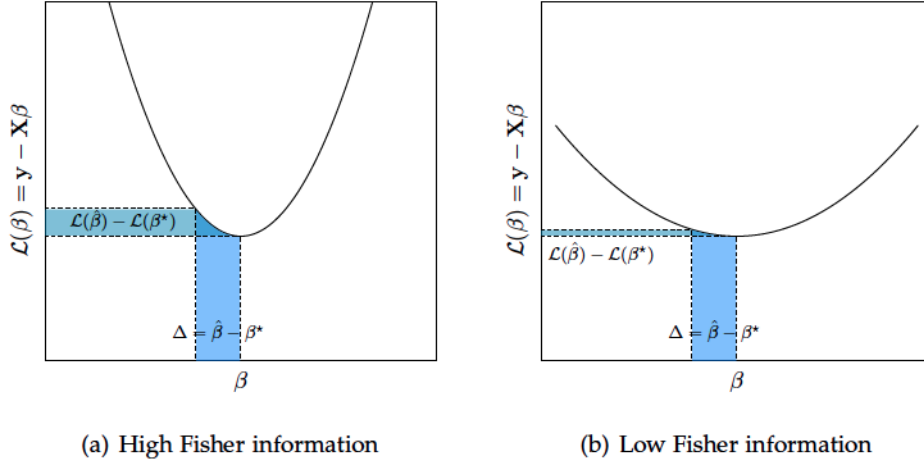 ℒ(β) = y − Xβ
ℒ(β̂) − ℒ(β⋆)
Δ = β̂ − β⋆
β
(a) High Fisher information
ℒ(β) = y − Xβ
ℒ(β̂) − ℒ(β⋆)
Δ = β̂ − β⋆
β
(b) Low Fisher information